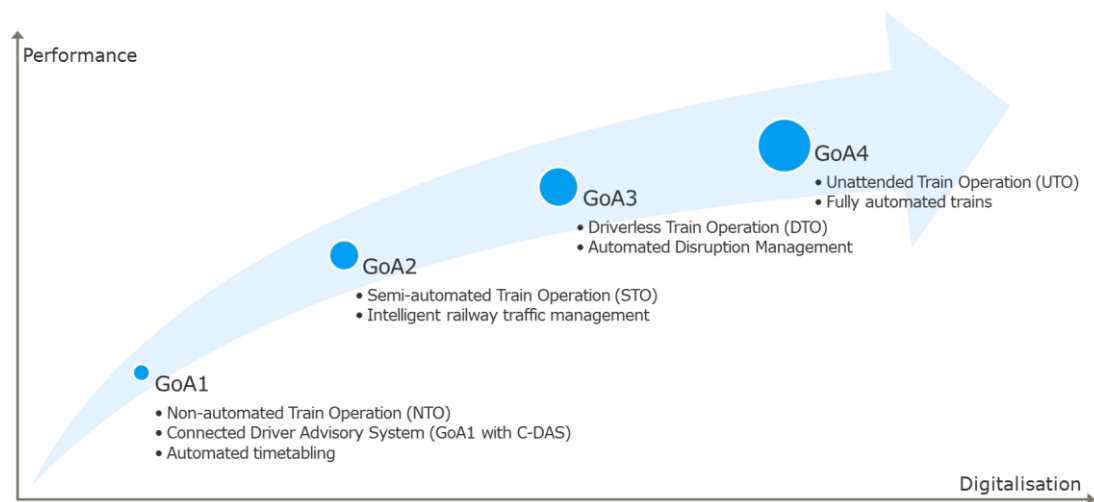 Performance
GoA4
• Unattended Train Operation (UTO)
• Fully automated trains
GoA3
• Driverless Train Operation (DTO)
• Automated Disruption Management
GoA2
• Semi-automated Train Operation (STO)
• Intelligent railway traffic management
GoA1
• Non-automated Train Operation (NTO)
• Connected Driver Advisory System (GoA1 with C-DAS)
• Automated timetabling
Digitalisation